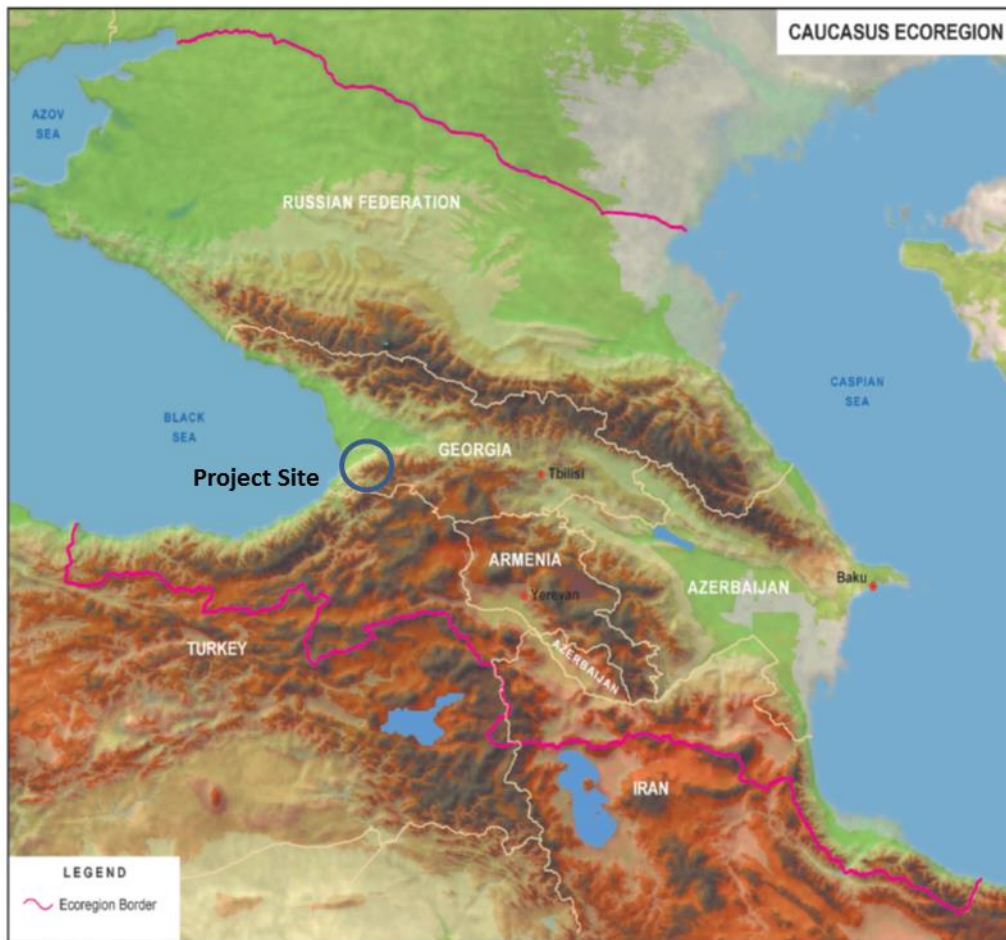 CAUCASUS ECOREGION
AZOV
SEA
RUSSIAN FEDERATION
CASPIAN
SEA
BLACK
SEA
GEORGIA
Project Site
Tbilisi
ARMENIA
Baku
AZERBAIJAN
Yerevan
TURKEY
AZERBAIJAN
IRAN
LEGEND
Ecoregion Border